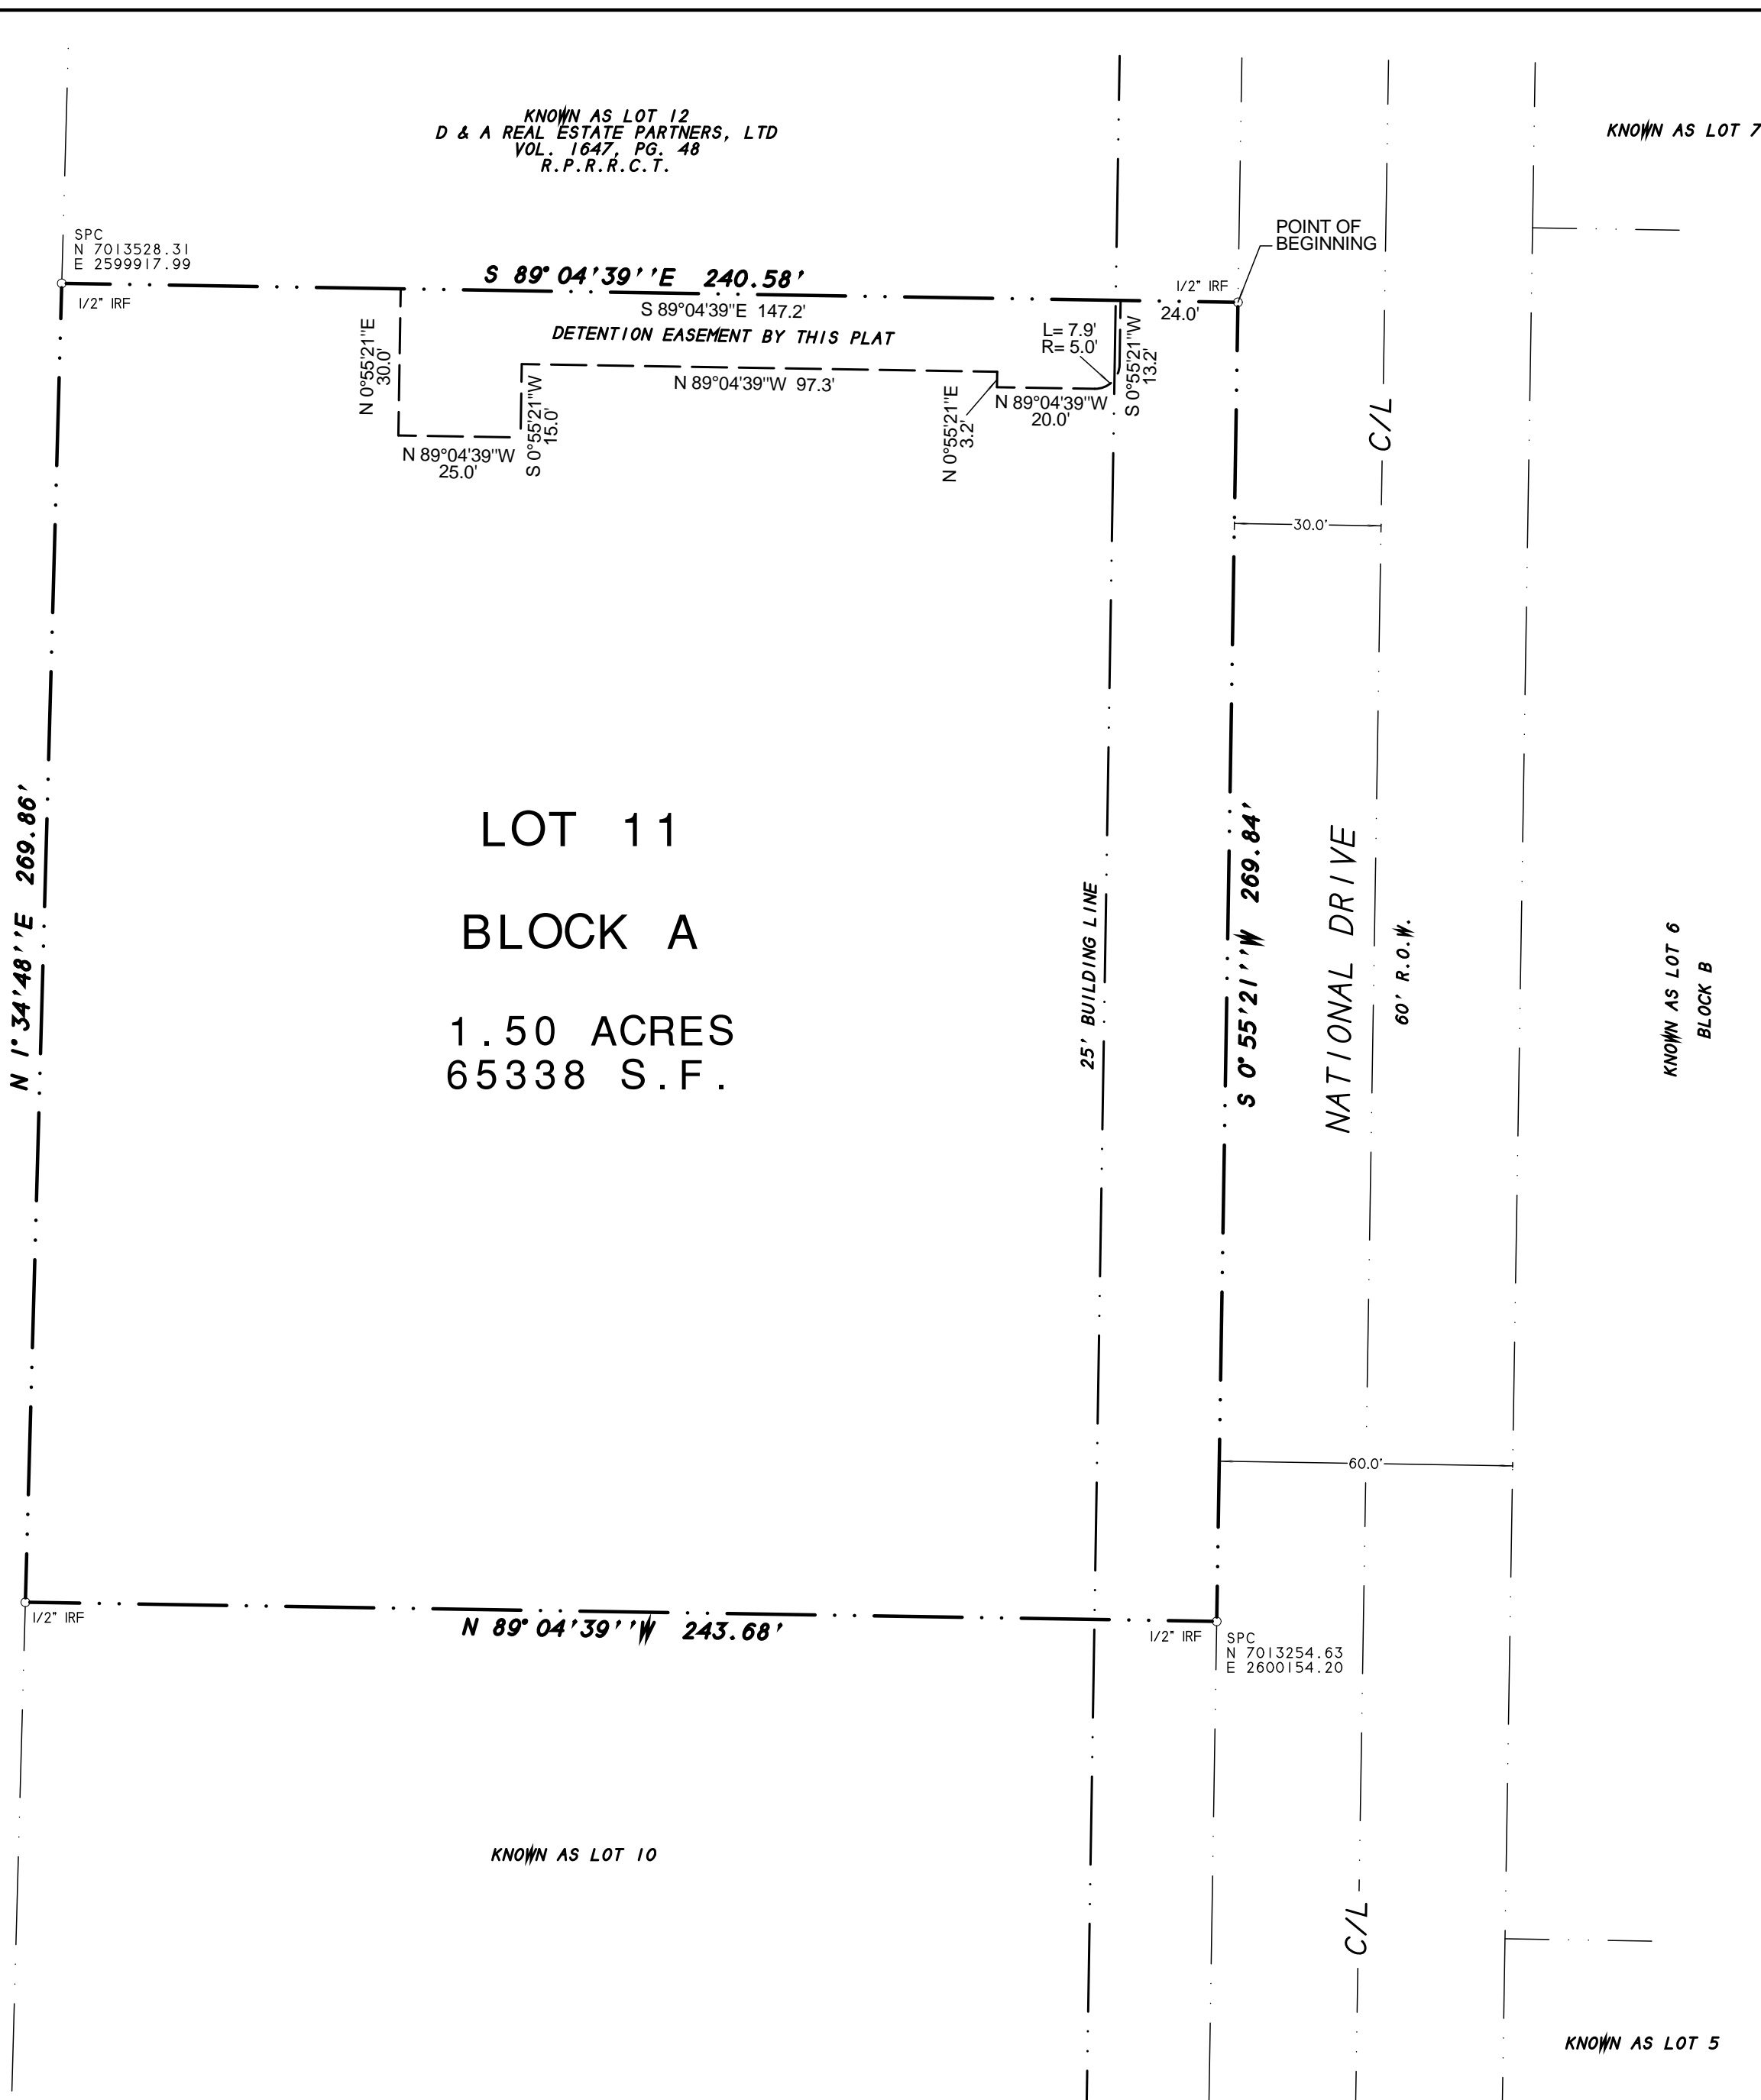 KNOWN AS LOT 12
D & A REAL ESTATE PARTNERS, LTD
VOL. 1647, PG. 48
R.P.R.R.C.T.
KNOWN AS LOT 7
POINT OF
BEGINNING
SPC
N 7013528.31
E 2599917.99
1/2" IRF
S 89°04'39''E 240.58'
1/2" IRF
24.0'
S 89°04'39"E 147.2'
DETENTION EASEMENT BY THIS PLAT
L= 7.9'
R= 5.0'
S 0°55'21"W
13.2'
N 0°55'21"E
30.0'
N 89°04'39"W 97.3'
N 89°04'39"W
25.0'
S 0°55'21"W
15.0'
N 0°55'21"E
3.2'
N 89°04'39"W
20.0'
C/L
30.0'
LOT 11
BLOCK A
1.50 ACRES
65338 S.F.
N 1°34'48''E 269.86'
25' BUILDING LINE
S 0°55'21''W 269.84'
NATIONAL DRIVE
60' R.O.W.
KNOWN AS LOT 6
BLOCK B
60.0'
1/2" IRF
N 89°04'39''W 243.68'
1/2" IRF
SPC
N 7013254.63
E 2600154.20
KNOWN AS LOT 10
C/L
KNOWN AS LOT 5